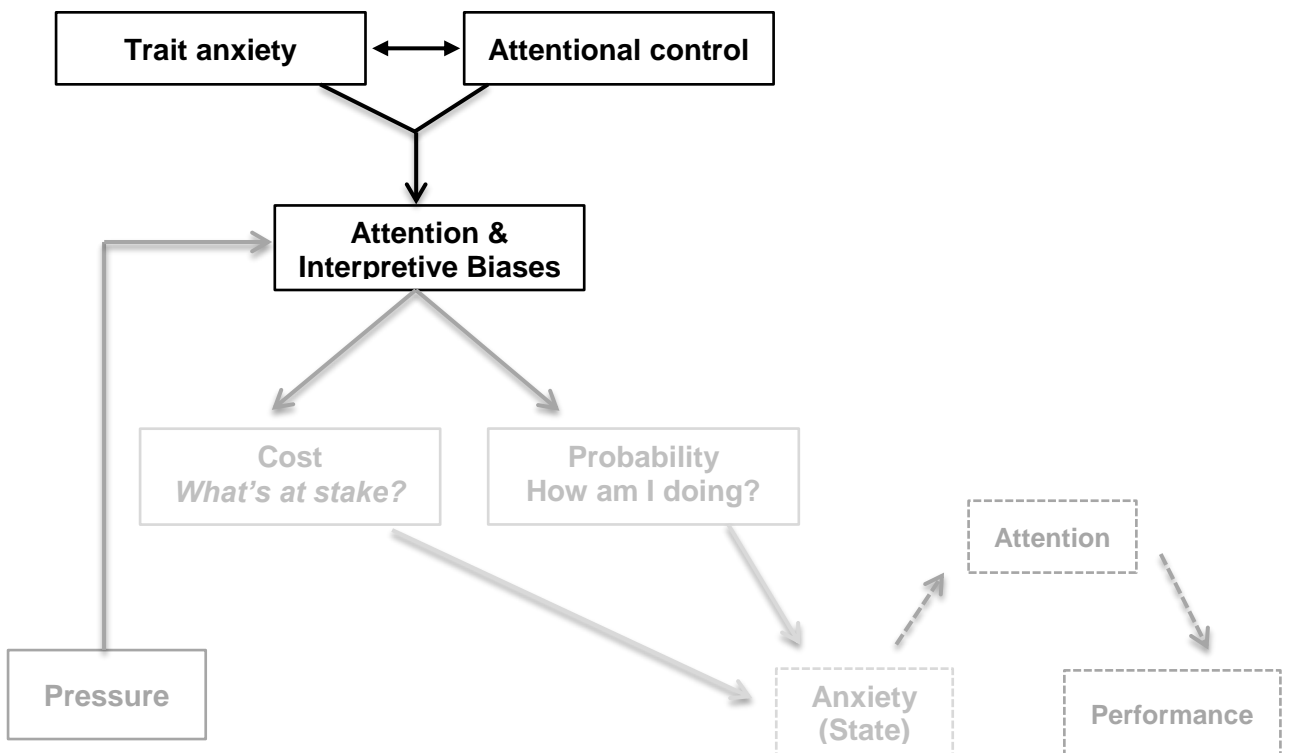 Trait anxiety
Attentional control
Attention &
Interpretive Biases
Cost
What's at stake?
Probability
How am I doing?
Attention
Pressure
Anxiety
(State)
Performance